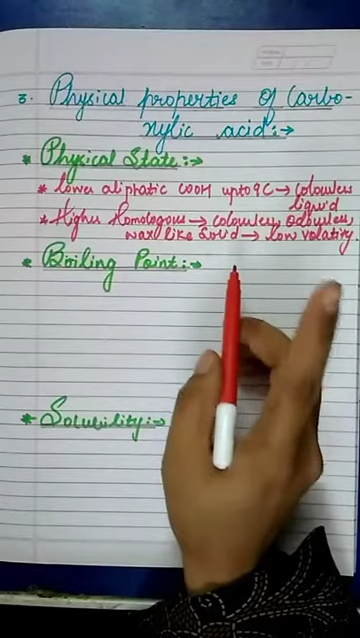 3. Physical properties of Carbo-
xylic acid:→
* Physical State:→
* lower aliphatic COOH upto 9C → colourless
liquid
* Higher Homologous → colourless, odourless,
wax like solid → low volatity.
* Boiling Point:→
* Solubility:→